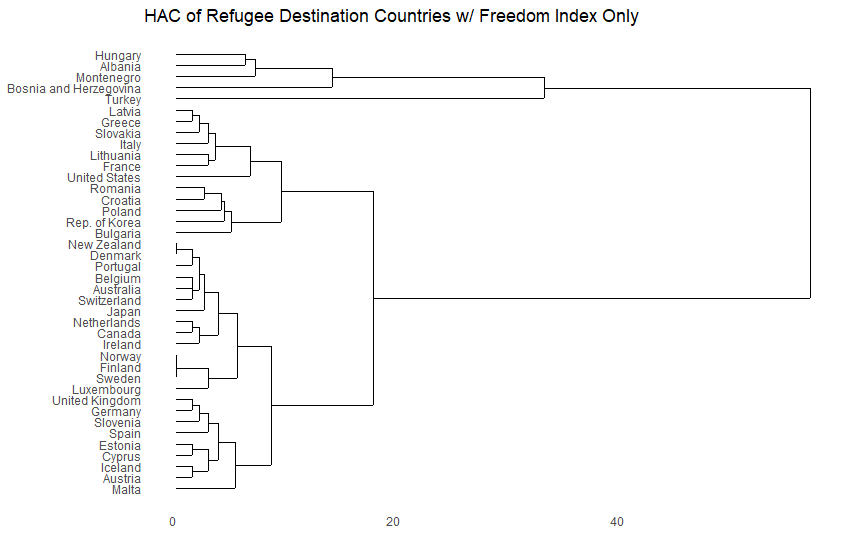 HAC of Refugee Destination Countries w/ Freedom Index Only
Hungary
Albania
Montenegro
Bosnia and Herzegovina
Turkey
Latvia
Greece
Slovakia
Italy
Lithuania
France
United States
Romania
Croatia
Poland
Rep. of Korea
Bulgaria
New Zealand
Denmark
Portugal
Belgium
Australia
Switzerland
Japan
Netherlands
Canada
Ireland
Norway
Finland
Sweden
Luxembourg
United Kingdom
Germany
Slovenia
Spain
Estonia
Cyprus
Iceland
Austria
Malta
0 20 40